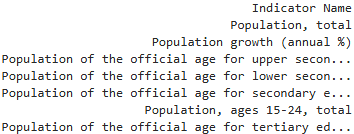 Indicator Name
Population, total
Population growth (annual %)
Population of the official age for upper secon...
Population of the official age for lower secon...
Population of the official age for secondary e...
Population, ages 15-24, total
Population of the official age for tertiary ed...